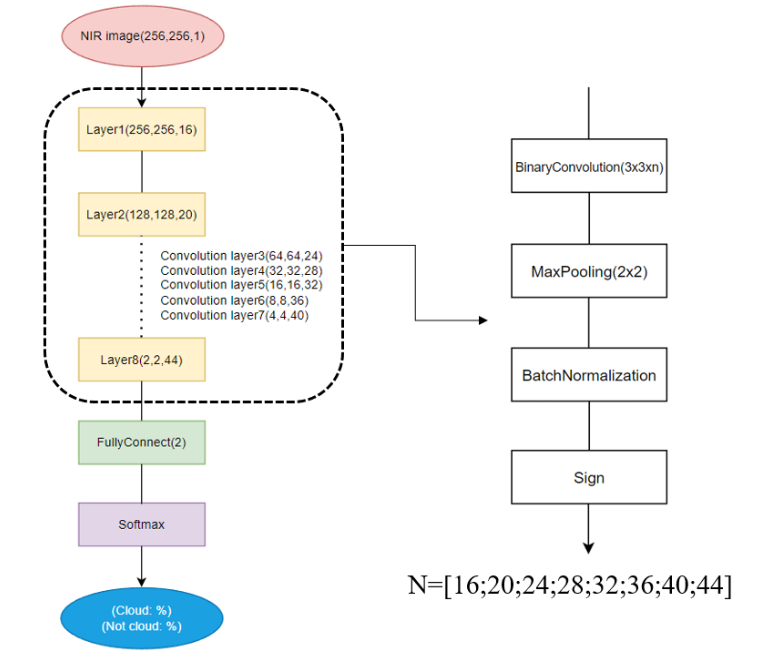 NIR image(256,256,1)
Layer1(256,256,16)
Layer2(128,128,20)
Convolution layer3(64,64,24)
Convolution layer4(32,32,28)
Convolution layer5(16,16,32)
Convolution layer6(8,8,36)
Convolution layer7(4,4,40)
Layer8(2,2,44)
FullyConnect(2)
Softmax
(Cloud: %)
(Not cloud: %)
BinaryConvolution(3x3xn)
MaxPooling(2x2)
BatchNormalization
Sign
N=[16;20;24;28;32;36;40;44]